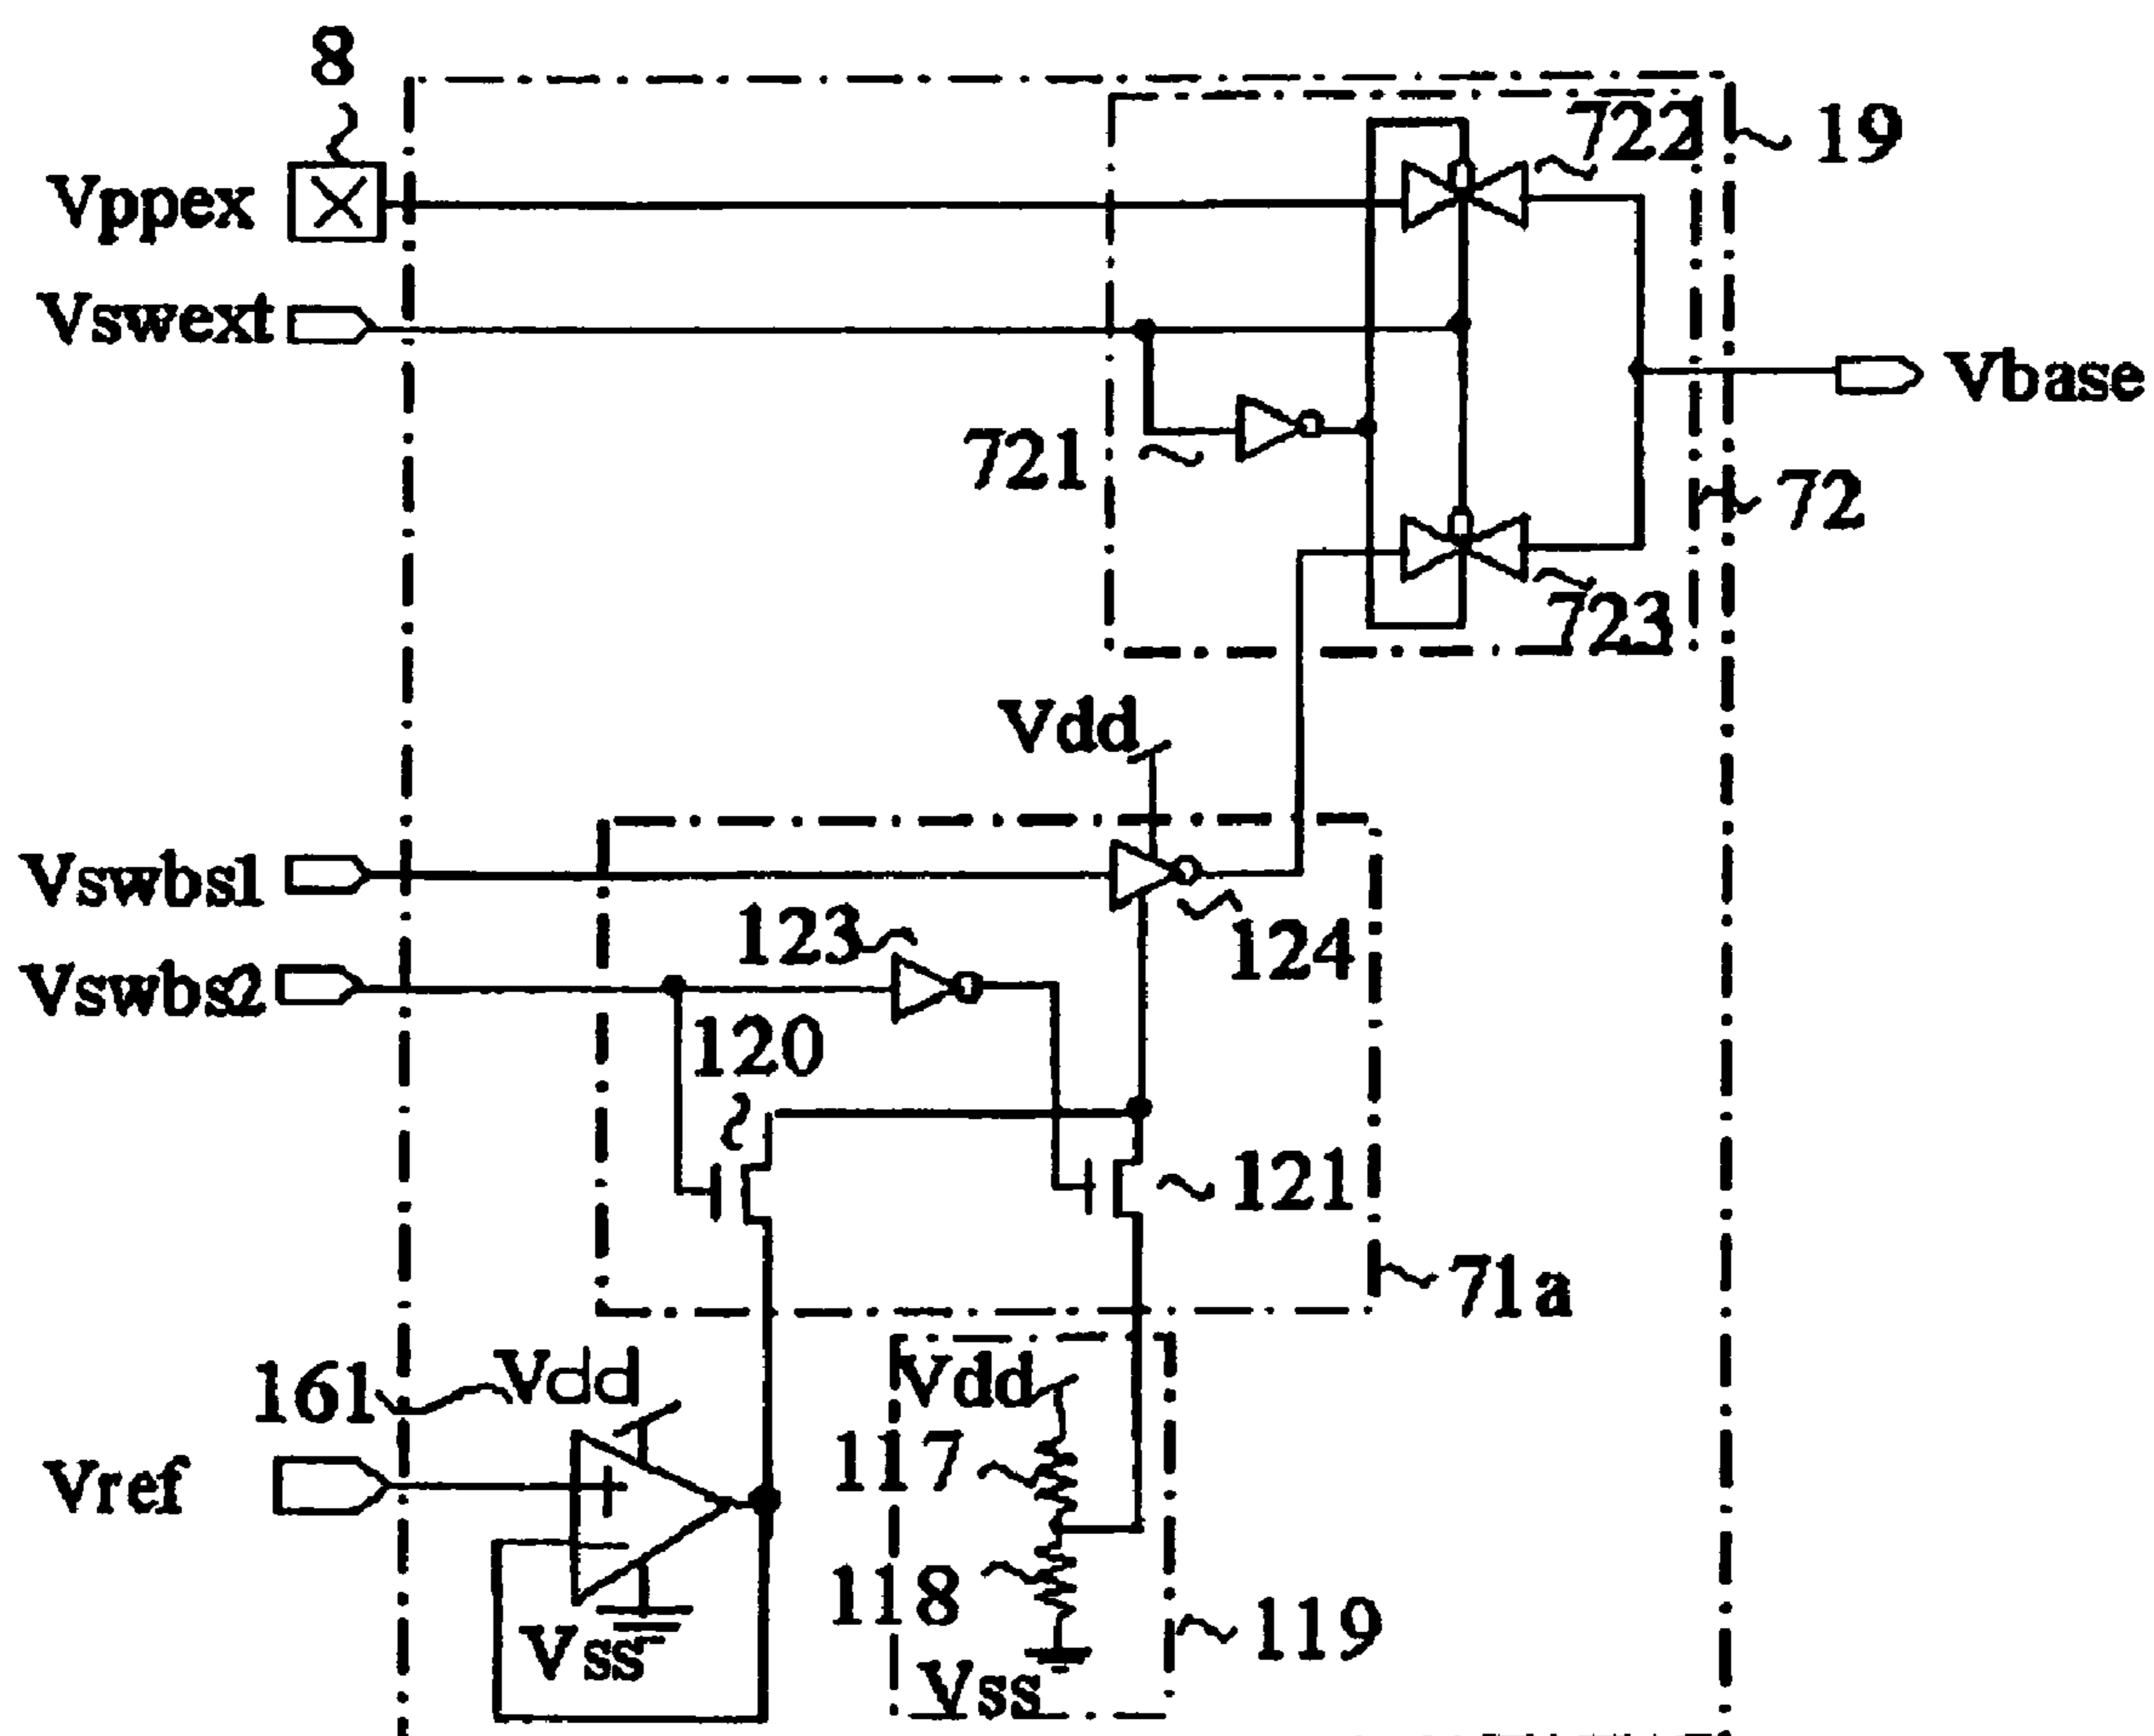 8
722
19
Vppex
Vswext
Vbase
721
72
723
Vdd
Vswbs1
123
124
Vswbs2
120
121
71a
161
Vdd
Vdd
117
Vref
118
119
Vss
Vss